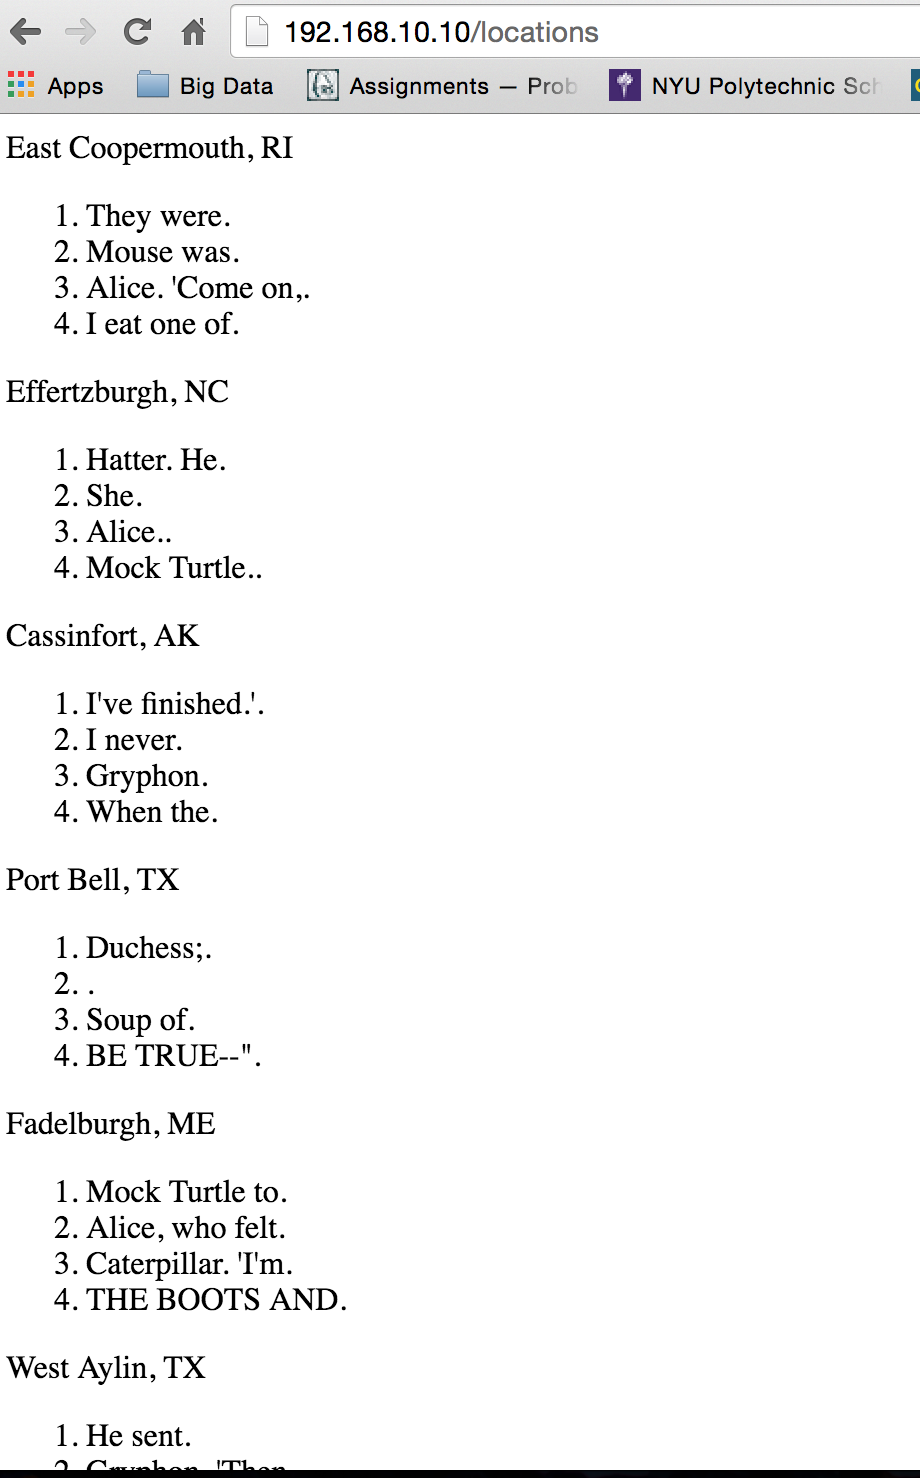 192.168.10.10/locations
Apps Big Data Assignments — Prob NYU Polytechnic Sch
East Coopermouth, RI
1. They were.
2. Mouse was.
3. Alice. 'Come on,.
4. I eat one of.
Effertzburgh, NC
1. Hatter. He.
2. She.
3. Alice..
4. Mock Turtle..
Cassinfort, AK
1. I've finished.'.
2. I never.
3. Gryphon.
4. When the.
Port Bell, TX
1. Duchess;.
2. .
3. Soup of.
4. BE TRUE--".
Fadelburgh, ME
1. Mock Turtle to.
2. Alice, who felt.
3. Caterpillar. 'I'm.
4. THE BOOTS AND.
West Aylin, TX
1. He sent.
2. Gryphon. 'Then